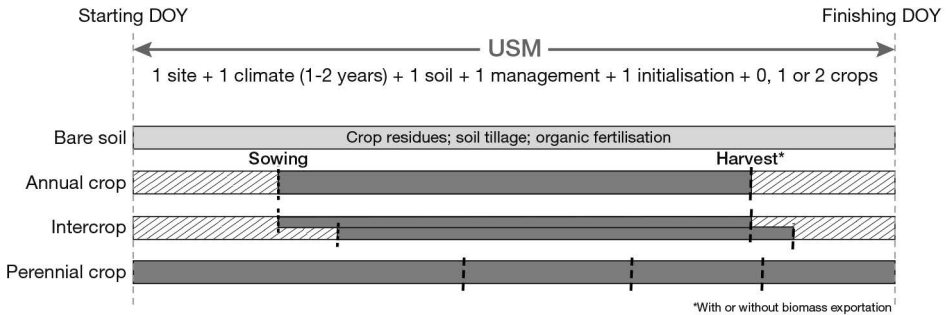 Starting DOY
Finishing DOY
USM
1 site + 1 climate (1-2 years) + 1 soil + 1 management + 1 initialisation + 0, 1 or 2 crops
Bare soil
Crop residues; soil tillage; organic fertilisation
Sowing
Harvest*
Annual crop
Intercrop
Perennial crop
*With or without biomass exportation